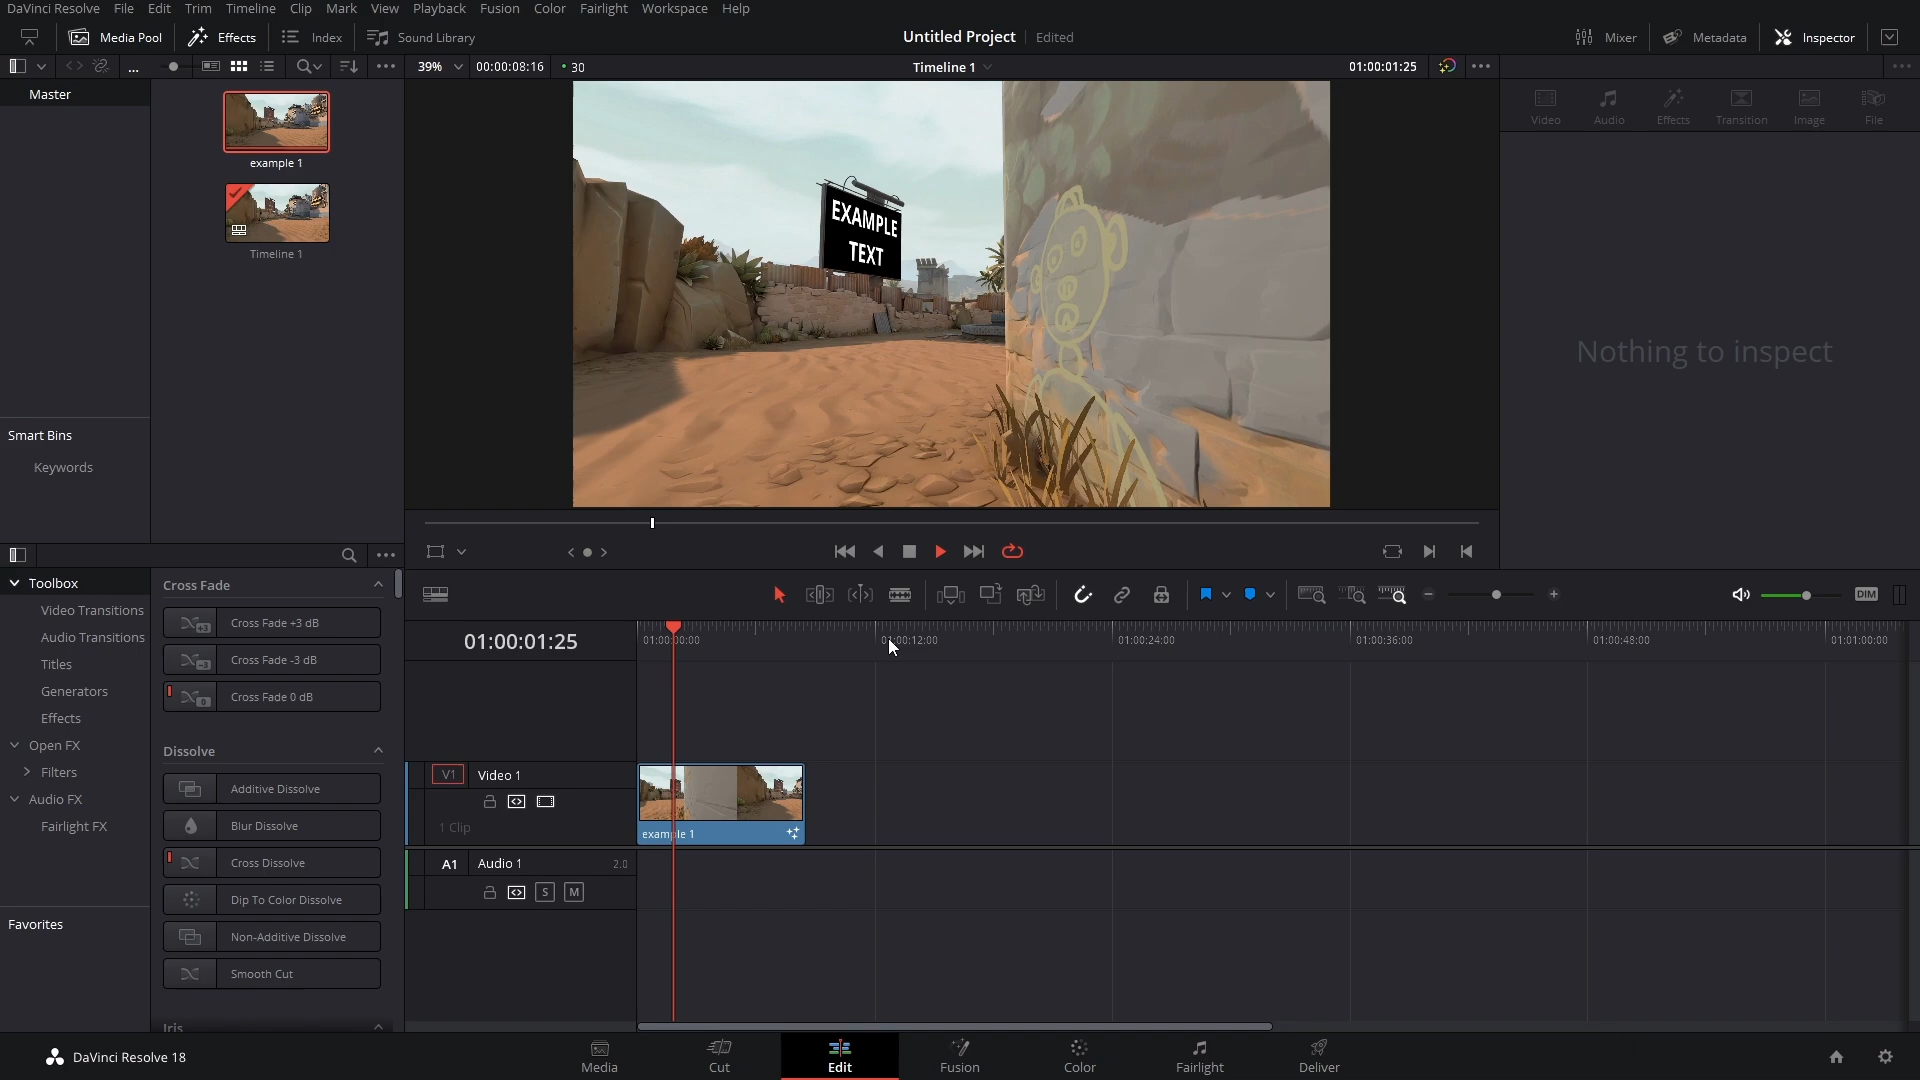 DaVinci Resolve File Edit Trim Timeline Clip Mark View Playback Fusion Color Fairlight Workspace Help
Media Pool Effects Index Sound Library Untitled Project Edited Mixer Metadata Inspector
... 39% 00:00:08:16 30 Timeline 1 01:00:01:25
Master
example 1
Timeline 1
EXAMPLE
TEXT
Video Audio Effects Transition Image File
Nothing to inspect
Smart Bins
Keywords
Toolbox
Video Transitions
Audio Transitions
Titles
Generators
Effects
Open FX
Filters
Audio FX
Fairlight FX
Favorites
Cross Fade
+3 Cross Fade +3 dB
-3 Cross Fade -3 dB
0 Cross Fade 0 dB
Dissolve
Additive Dissolve
Blur Dissolve
Cross Dissolve
Dip To Color Dissolve
Non-Additive Dissolve
Smooth Cut
Iris
DIM
01:00:01:25
01:00:00:00 01:00:12:00 01:00:24:00 01:00:36:00 01:00:48:00 01:01:00:00
V1 Video 1
1 Clip
example 1
A1 Audio 1 2.0
S M
DaVinci Resolve 18
Media Cut Edit Fusion Color Fairlight Deliver